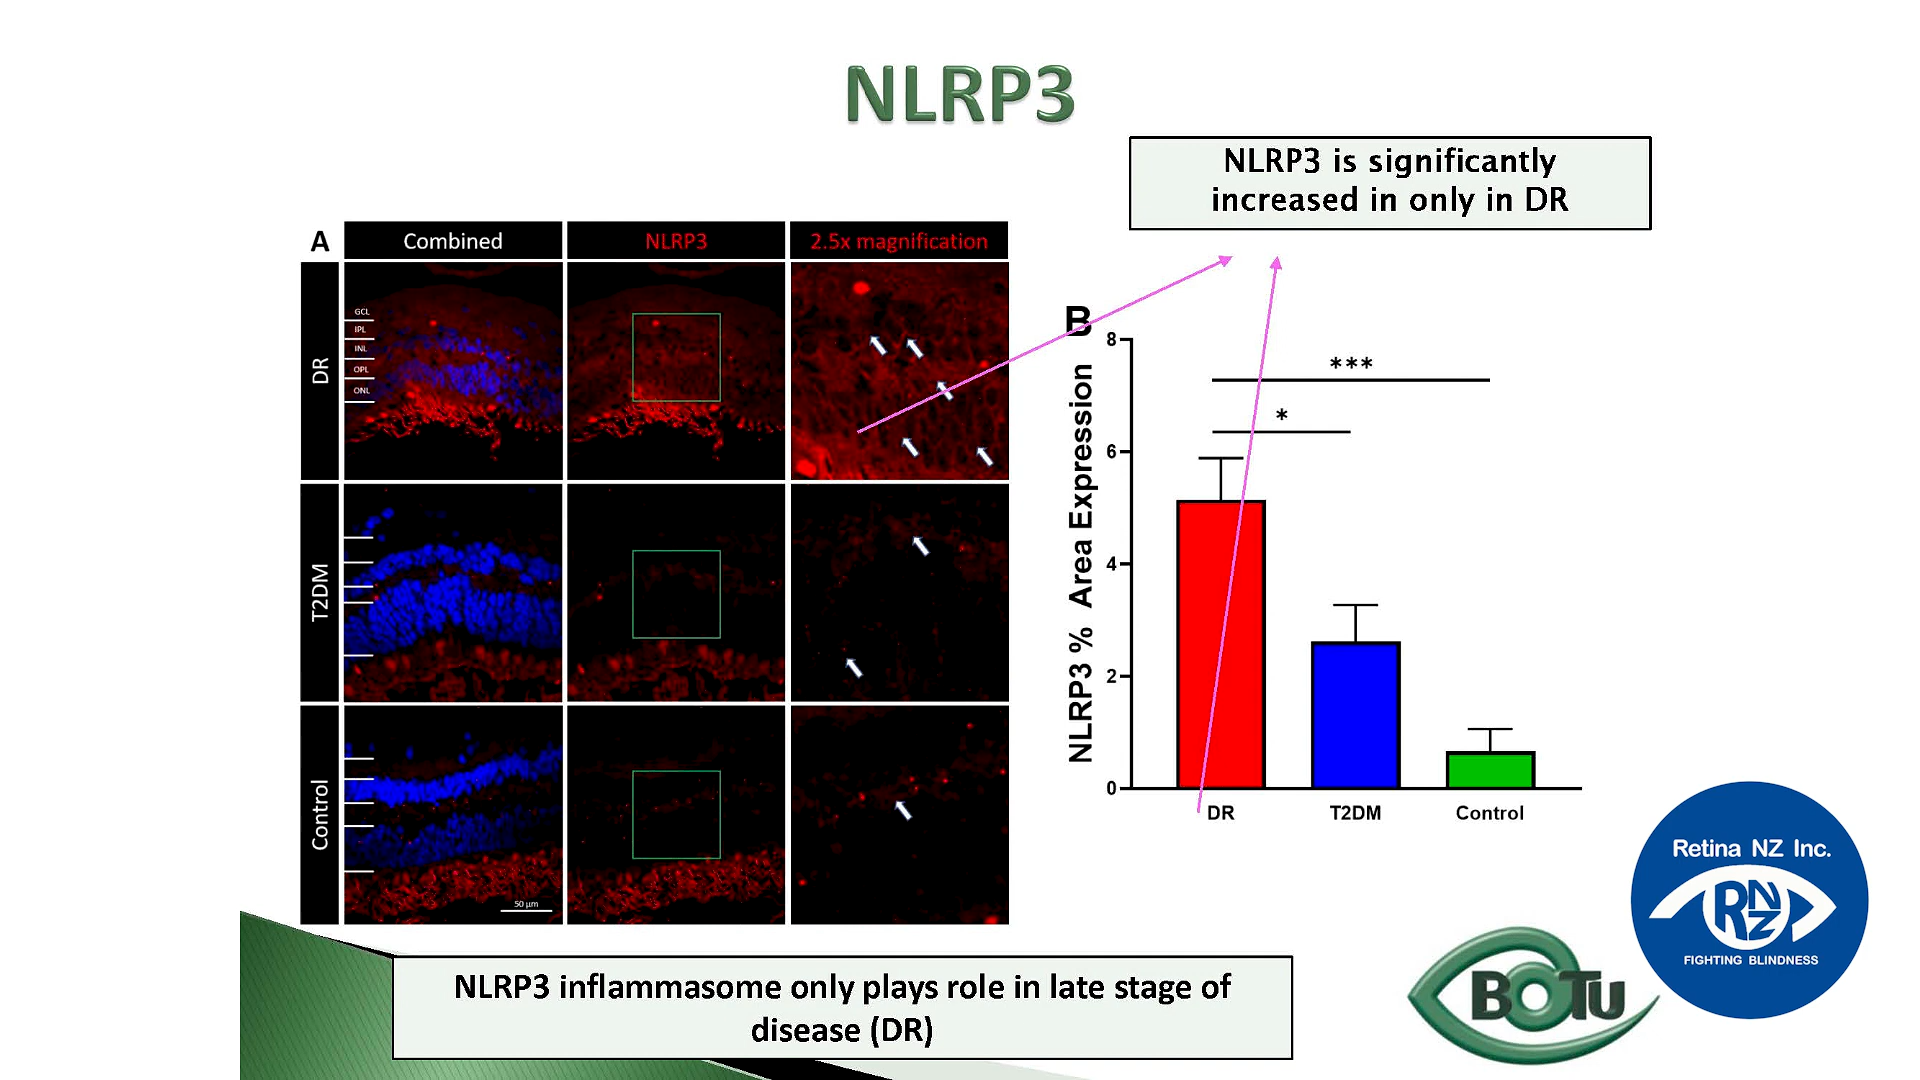 NLRP3
NLRP3 is significantly
increased in only in DR
A
Combined
NLRP3
2.5x magnification
DR
GCL
IPL
INL
OPL
ONL
T2DM
Control
50 µm
B
NLRP3 % Area Expression
8
6
4
2
0
***
*
DR
T2DM
Control
NLRP3 inflammasome only plays role in late stage of
disease (DR)
BOTU
Retina NZ Inc.
RNZ
FIGHTING BLINDNESS